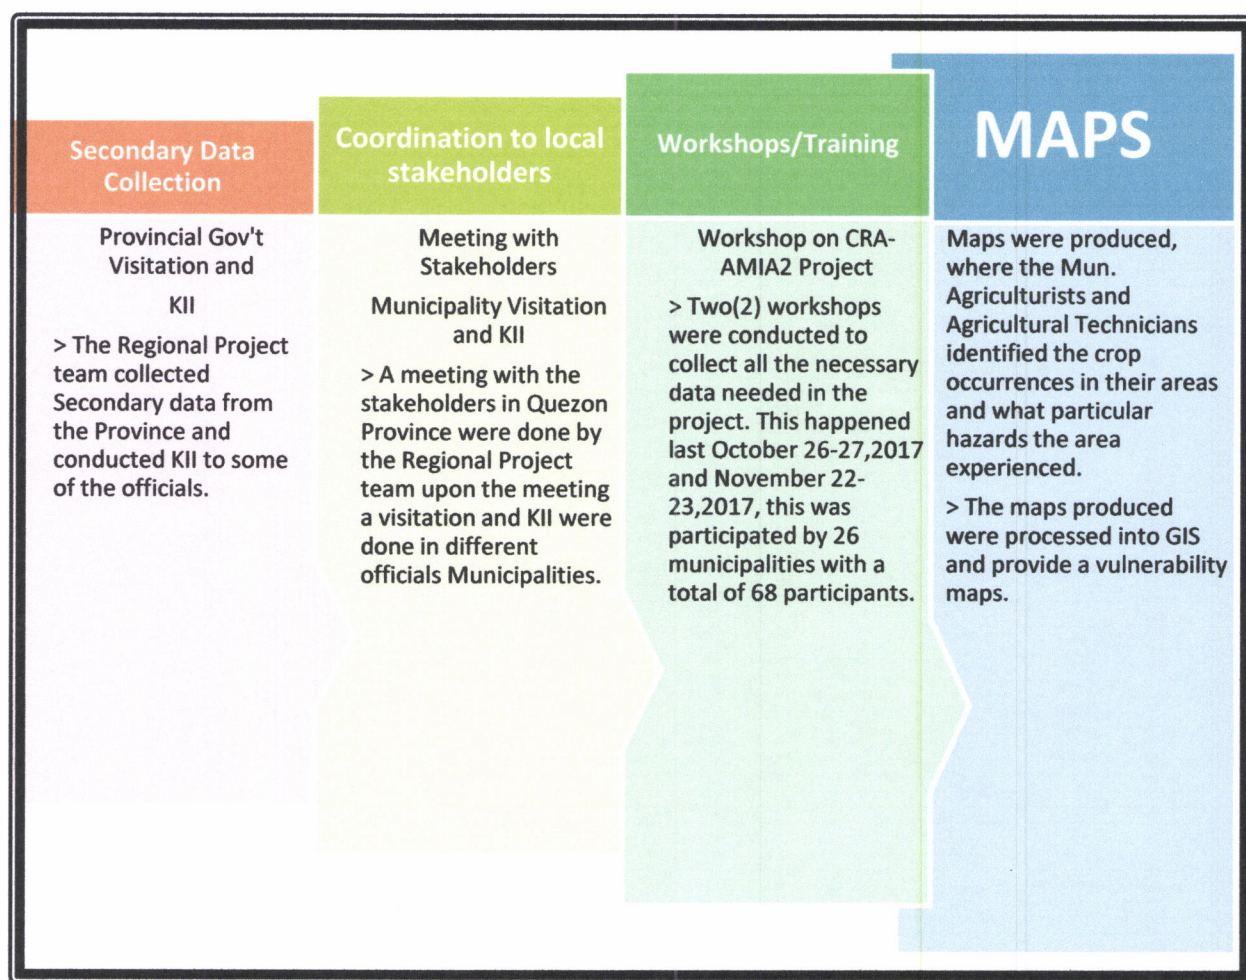 Secondary Data
Collection
Provincial Gov't
Visitation and
KII
> The Regional Project
team collected
Secondary data from
the Province and
conducted KII to some
of the officials.
Coordination to local
stakeholders
Meeting with
Stakeholders
Municipality Visitation
and KII
> A meeting with the
stakeholders in Quezon
Province were done by
the Regional Project
team upon the meeting
a visitation and KII were
done in different
officials Municipalities.
Workshops/Training
Workshop on CRA-
AMIA2 Project
> Two(2) workshops
were conducted to
collect all the necessary
data needed in the
project. This happened
last October 26-27,2017
and November 22-
23,2017, this was
participated by 26
municipalities with a
total of 68 participants.
MAPS
Maps were produced,
where the Mun.
Agriculturists and
Agricultural Technicians
identified the crop
occurrences in their areas
and what particular
hazards the area
experienced.
> The maps produced
were processed into GIS
and provide a vulnerability
maps.